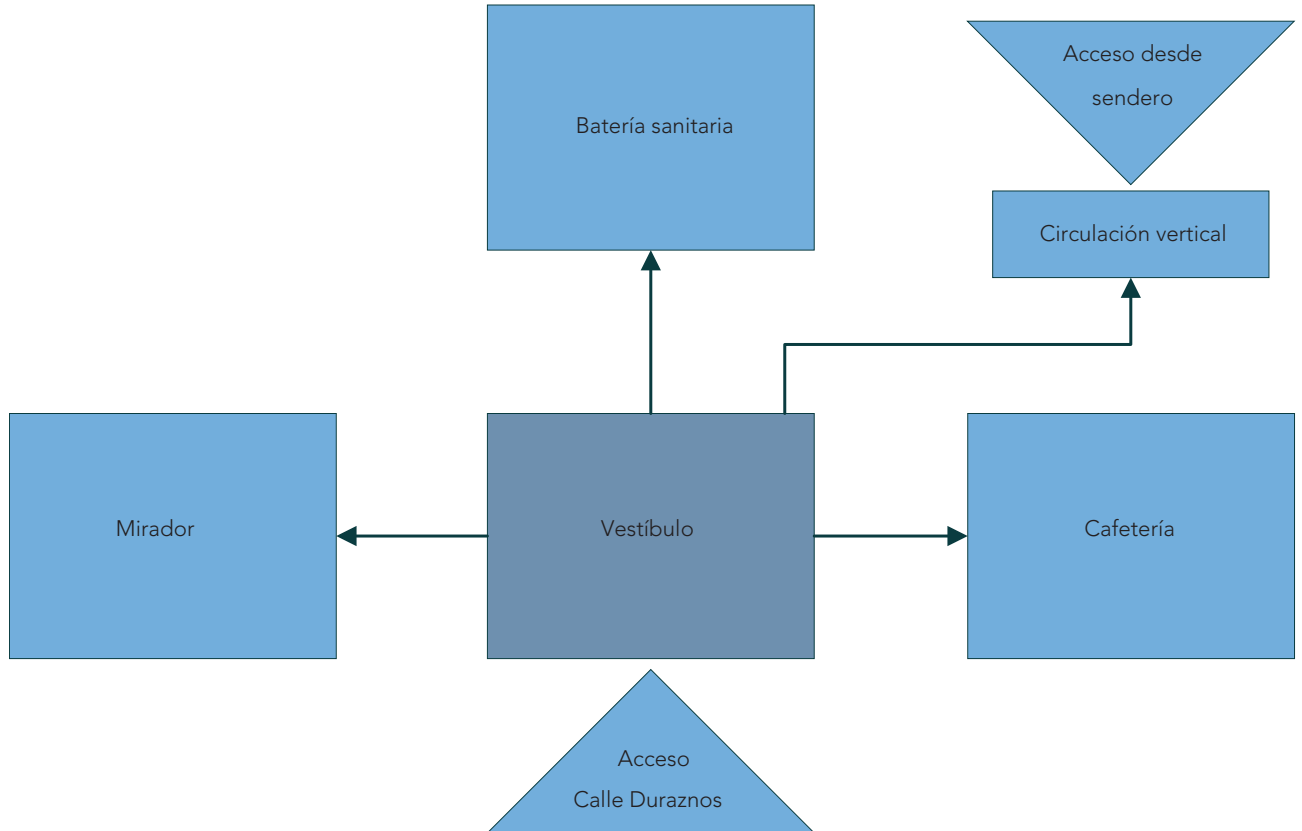 Acceso desde
sendero
Batería sanitaria
Circulación vertical
Mirador
Vestíbulo
Cafetería
Acceso
Calle Duraznos